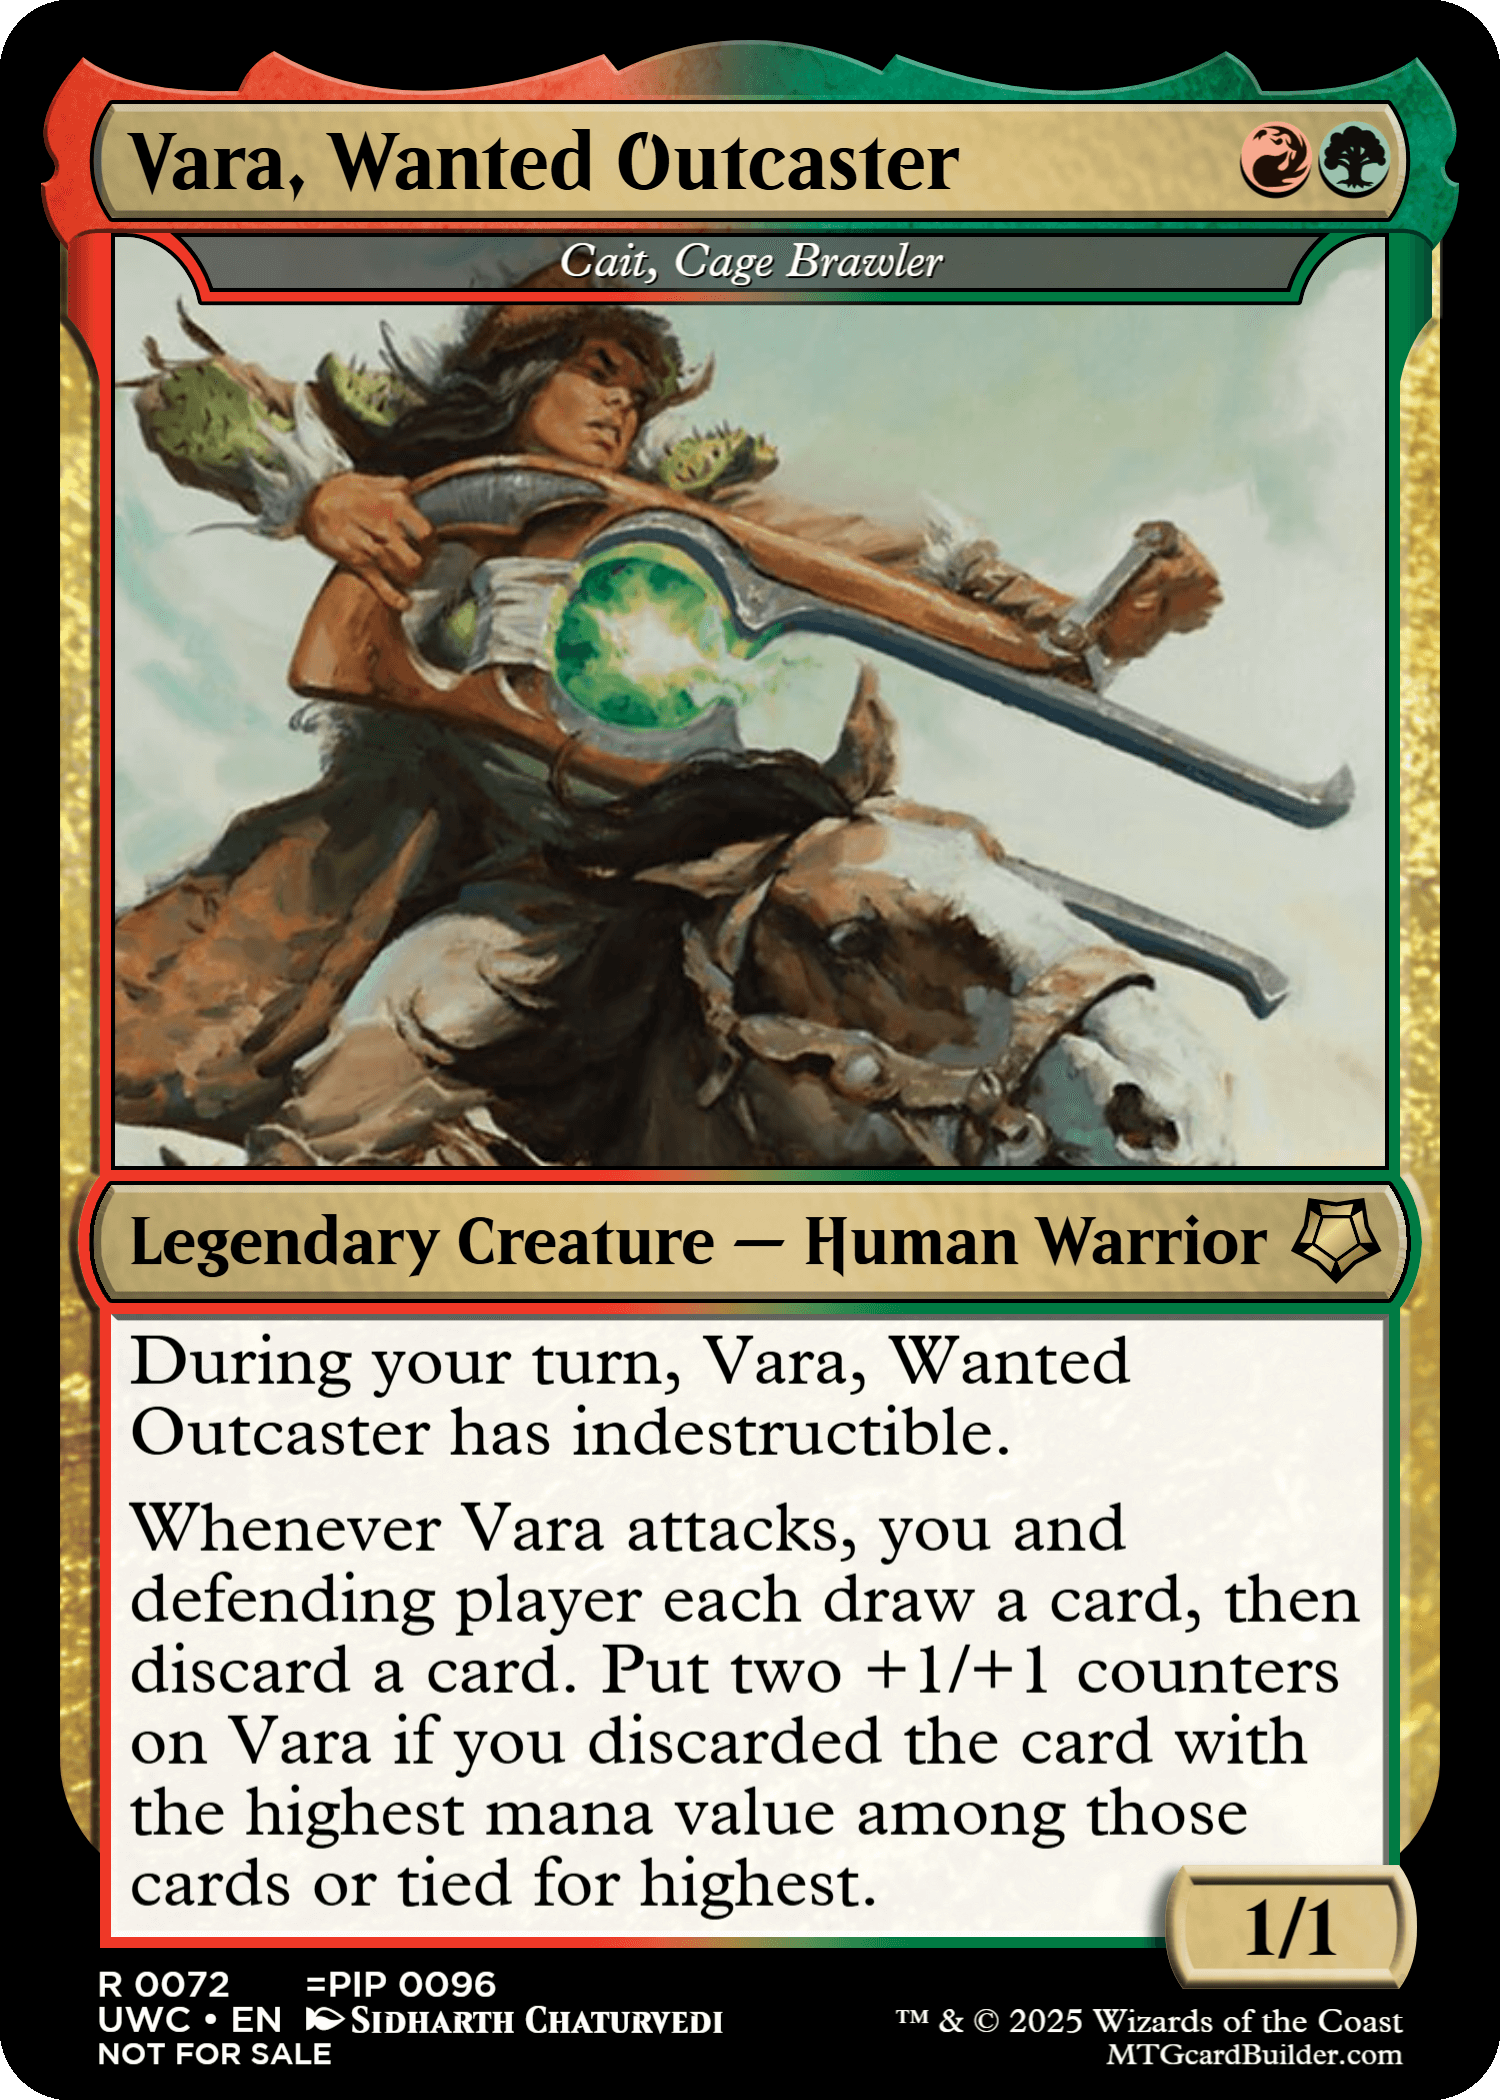 Vara, Wanted Outcaster
Cait, Cage Brawler
Legendary Creature — Human Warrior
During your turn, Vara, Wanted
Outcaster has indestructible.
Whenever Vara attacks, you and
defending player each draw a card, then
discard a card. Put two +1/+1 counters
on Vara if you discarded the card with
the highest mana value among those
cards or tied for highest.
1/1
R 0072 =PIP 0096
UWC • EN Sidharth Chaturvedi
NOT FOR SALE
™ & © 2025 Wizards of the Coast
MTGcardBuilder.com